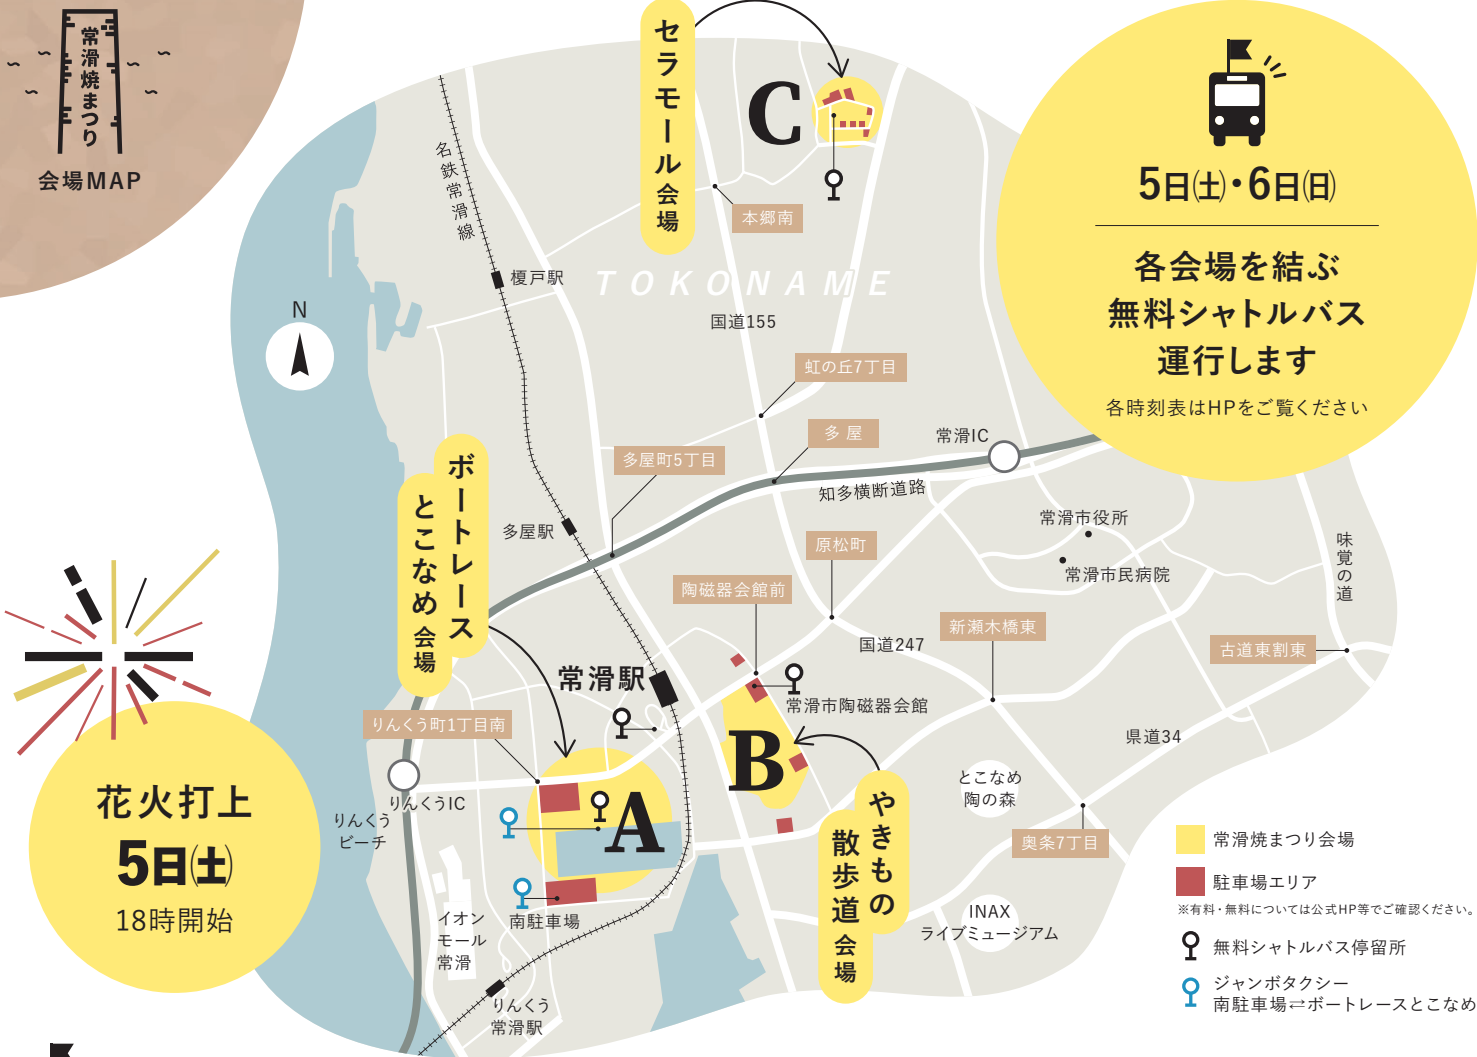 常滑焼まつり
会場MAP
セラモール会場
C
5日(土)・6日(日)
各会場を結ぶ
無料シャトルバス
運行します
各時刻表はHPをご覧ください
名鉄常滑線
本郷南
榎戸駅
TOKONAME
国道155
N
虹の丘7丁目
多屋
常滑IC
多屋町5丁目
知多横断道路
ボートレース
とこなめ会場
多屋駅
常滑市役所
原松町
味覚の道
常滑市民病院
陶磁器会館前
新瀬木橋東
国道247
古道東割東
常滑駅
常滑市陶磁器会館
りんくう町1丁目南
B
県道34
りんくうIC
りんくう
ビーチ
A
とこなめ
陶の森
やきもの
散歩道会場
奥条7丁目
花火打上
5日(土)
18時開始
イオン
モール
常滑
南駐車場
INAX
ライブミュージアム
りんくう
常滑駅
常滑焼まつり会場
駐車場エリア
※有料・無料については公式HP等でご確認ください。
無料シャトルバス停留所
ジャンボタクシー
南駐車場⇄ボートレースとこなめ